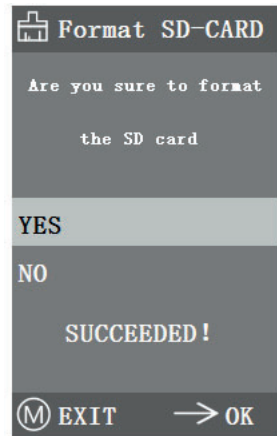 Format SD-CARD
Are you sure to format
the SD card
YES
NO
SUCCEEDED!
M EXIT → OK